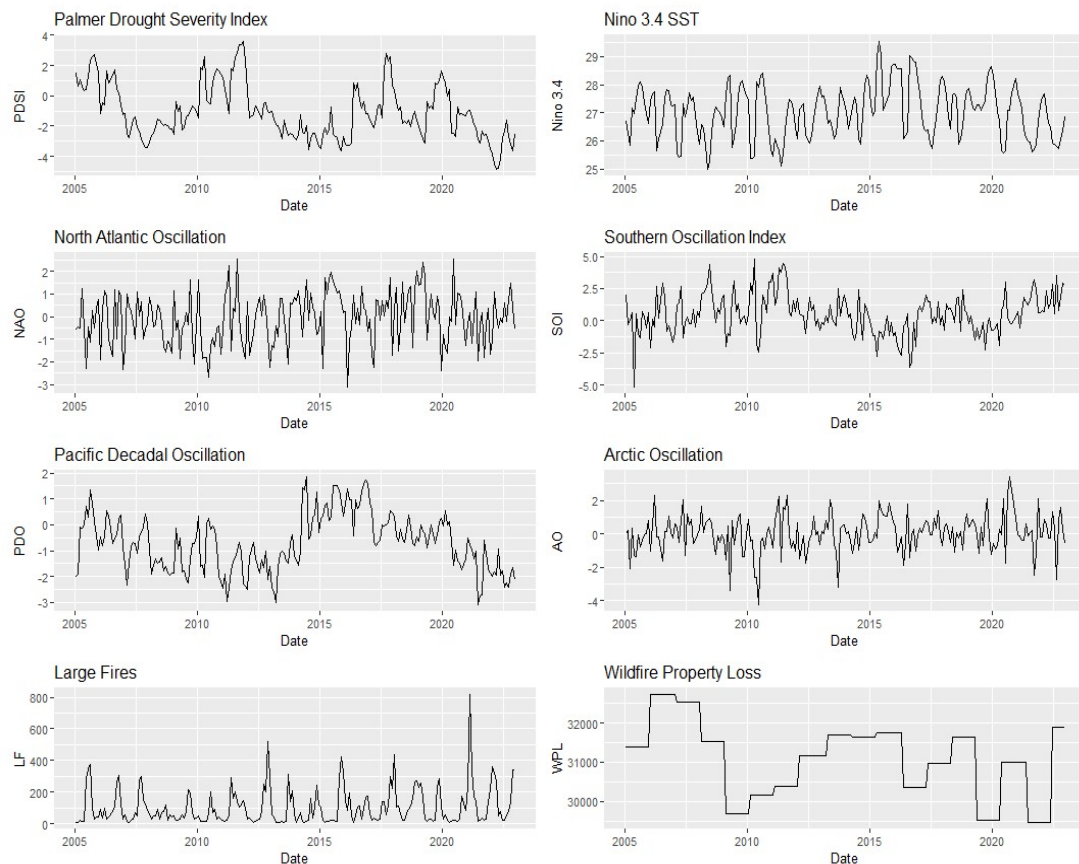 Palmer Drought Severity Index
PDSI
4
2
0
-2
-4
2005 2010 2015 2020
Date
Nino 3.4 SST
Nino 3.4
29
28
27
26
25
2005 2010 2015 2020
Date
North Atlantic Oscillation
NAO
2
1
0
-1
-2
-3
2005 2010 2015 2020
Date
Southern Oscillation Index
SOI
5.0
2.5
0.0
-2.5
-5.0
2005 2010 2015 2020
Date
Pacific Decadal Oscillation
PDO
2
1
0
-1
-2
-3
2005 2010 2015 2020
Date
Arctic Oscillation
AO
2
0
-2
-4
2005 2010 2015 2020
Date
Large Fires
LF
800
600
400
200
0
2005 2010 2015 2020
Date
Wildfire Property Loss
WPL
32000
31000
30000
2005 2010 2015 2020
Date